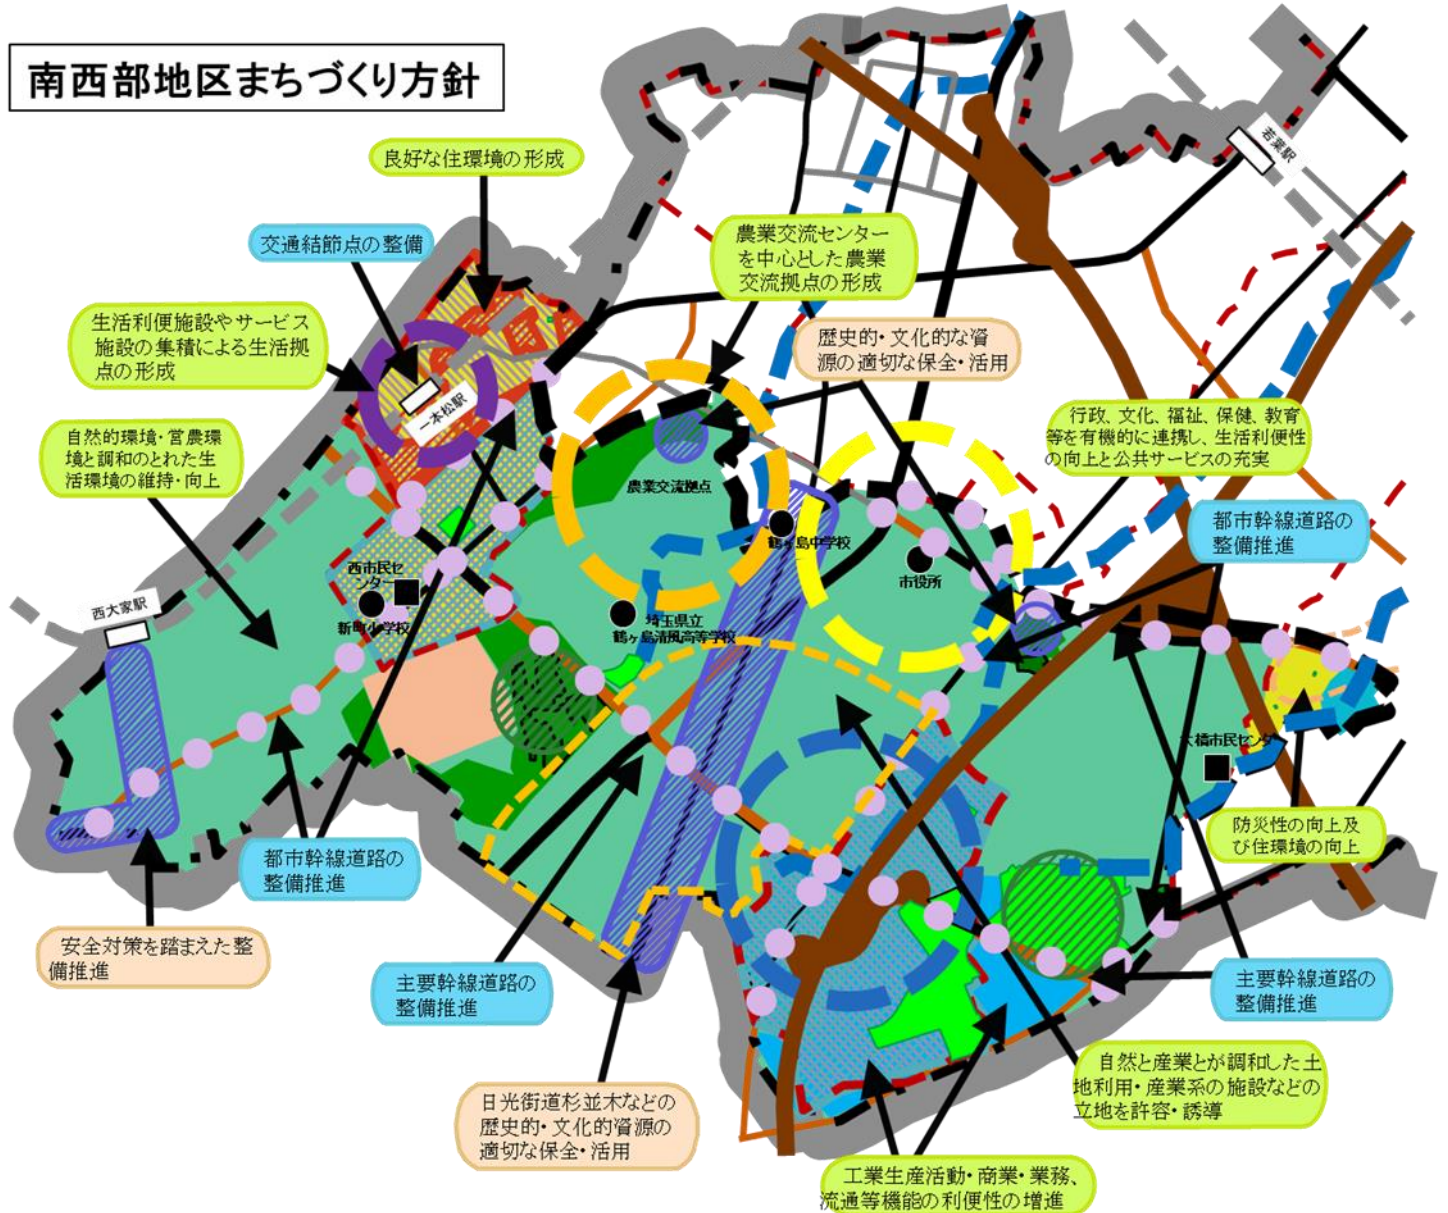 南西部地区まちづくり方針
良好な住環境の形成
若葉駅
交通結節点の整備
農業交流センター
を中心とした農業
交流拠点の形成
生活利便施設やサービス
施設の集積による生活拠
点の形成
歴史的・文化的な資
源の適切な保全・活用
一本松駅
行政、文化、福祉、保健、教育
等を有機的に連携し、生活利便性
の向上と公共サービスの充実
自然的環境・営農環
境と調和のとれた生
活環境の維持・向上
農業交流拠点
都市幹線道路の
整備推進
鶴ヶ島中学校
市役所
西市民セ
ンター
西大家駅
新町小学校
埼玉県立
鶴ヶ島清風高等学校
大橋市民センタ
防災性の向上及
び住環境の向上
都市幹線道路の
整備推進
安全対策を踏まえた整
備推進
主要幹線道路の
整備推進
主要幹線道路の
整備推進
自然と産業とが調和した土
地利用・産業系の施設などの
立地を許容・誘導
日光街道杉並木などの
歴史的・文化的資源の
適切な保全・活用
工業生産活動・商業・業務、
流通等機能の利便性の増進